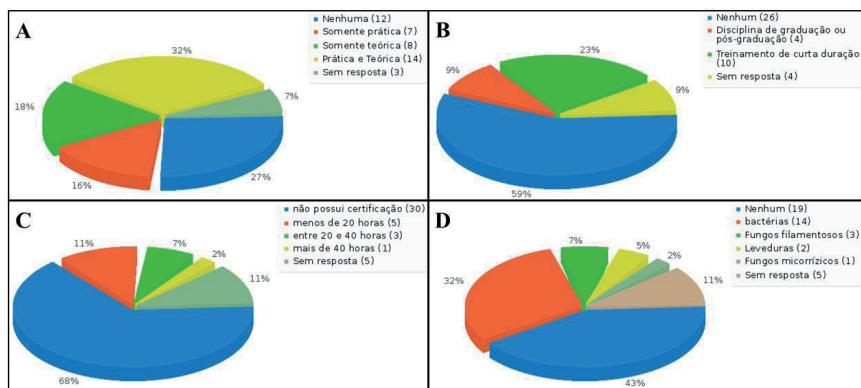 A
Nenhuma (12)
Somente prática (7)
Somente teórica (8)
Prática e Teórica (14)
Sem resposta (3)
32%
7%
18%
16%
27%
B
Nenhum (26)
Disciplina de graduação ou
pós-graduação (4)
Treinamento de curta duração
(10)
Sem resposta (4)
23%
9%
9%
59%
C
não possui certificação (30)
menos de 20 horas (5)
entre 20 e 40 horas (3)
mais de 40 horas (1)
Sem resposta (5)
11%
7%
2%
11%
68%
D
Nenhum (19)
bactérias (14)
Fungos filamentosos (3)
Leveduras (2)
Fungos micorrízicos (1)
Sem resposta (5)
7%
5%
2%
11%
32%
43%